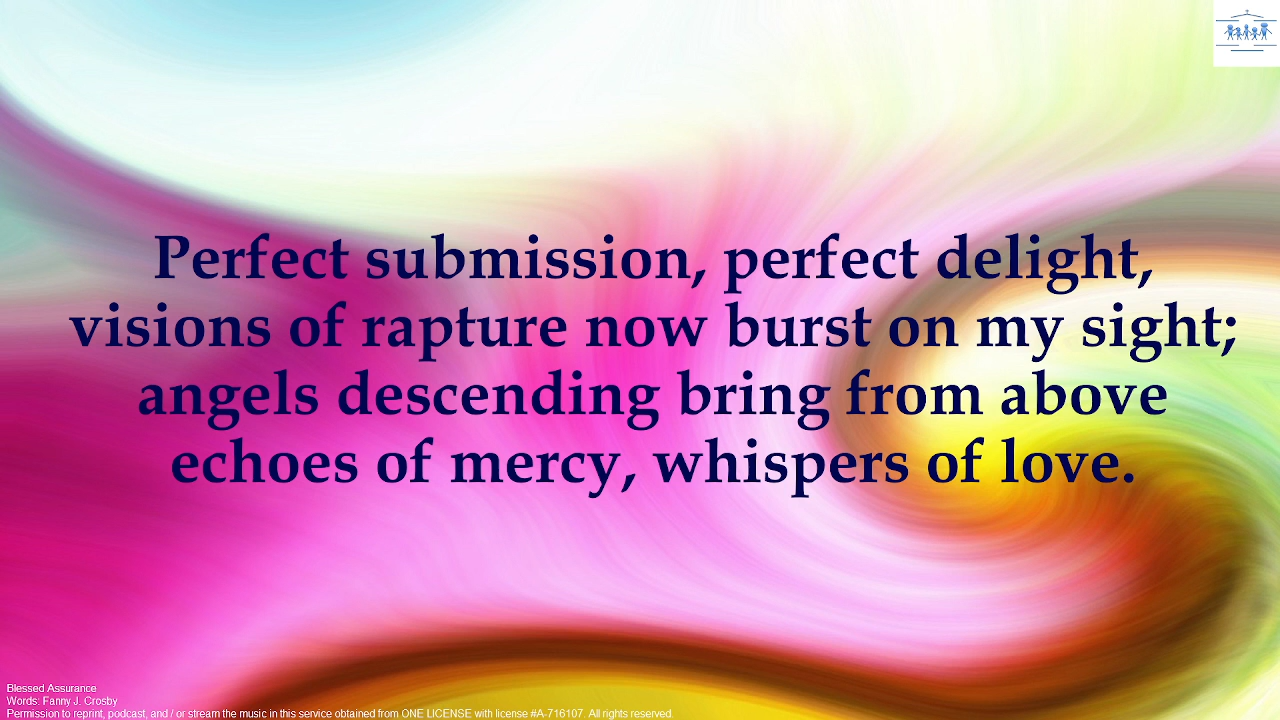 Perfect submission, perfect delight,
visions of rapture now burst on my sight;
angels descending bring from above
echoes of mercy, whispers of love.
Blessed Assurance
Words: Fanny J. Crosby
Permission to reprint, podcast, and / or stream the music in this service obtained from ONE LICENSE with license #A-716107. All rights reserved.